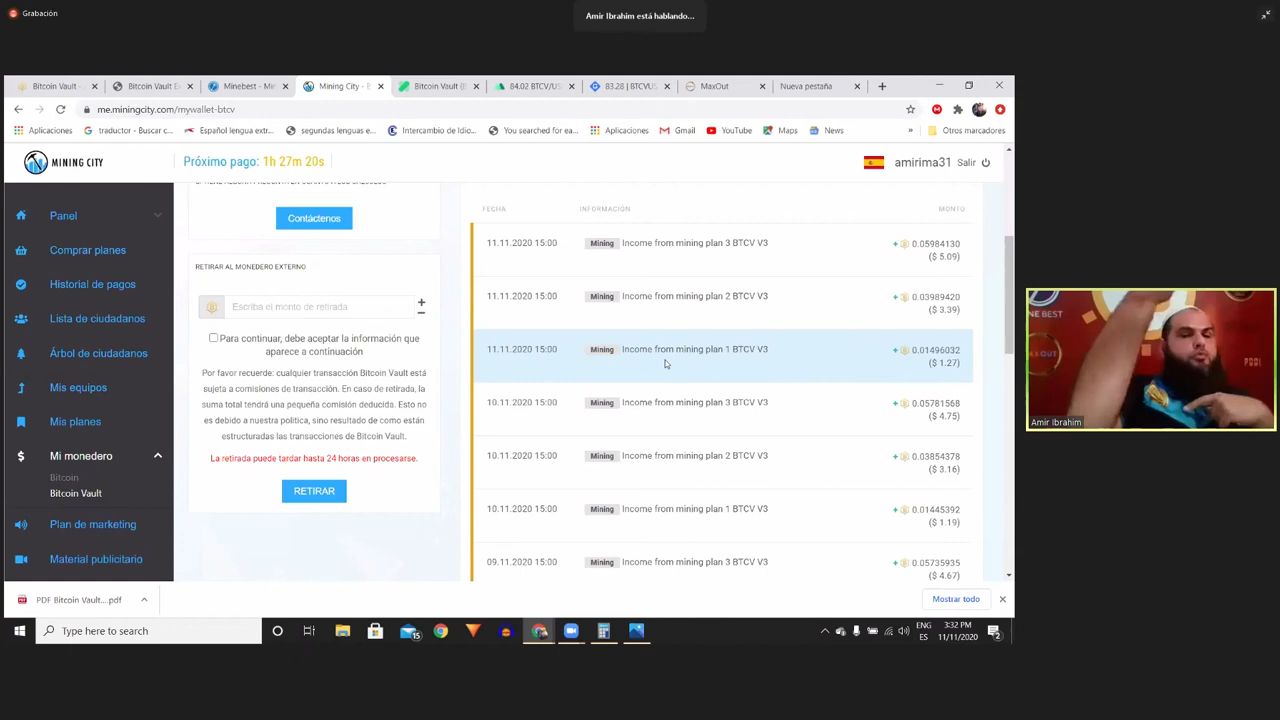 Grabación
Amir Ibrahim está hablando...
Bitcoin Vault -
Bitcoin Vault E
Minebest - Mi
Mining City - B
Bitcoin Vault (B
84.02 BTCV/US
83.28 | BTCVUS
MaxOut
Nueva pestaña
me.miningcity.com/mywallet-btcv
Aplicaciones
traductor - Buscar c...
Español lengua extr...
segundas lenguas e...
Intercambio de Idio...
You searched for ea...
Aplicaciones
Gmail
YouTube
Maps
News
»
Otros marcadores
MINING CITY
Próximo pago: 1h 27m 20s
amirima31 Salir
Panel
Comprar planes
Historial de pagos
Lista de ciudadanos
Árbol de ciudadanos
Mis equipos
Mis planes
Mi monedero
Bitcoin
Bitcoin Vault
Plan de marketing
Material publicitario
Contáctenos
RETIRAR AL MONEDERO EXTERNO
Escriba el monto de retirada
+
−
Para continuar, debe aceptar la información que
aparece a continuación
Por favor recuerde: cualquier transacción Bitcoin Vault está
sujeta a comisiones de transacción. En caso de retirada, la
suma total tendrá una pequeña comisión deducida. Esto no
es debido a nuestra política, sino resultado de como están
estructuradas las transacciones de Bitcoin Vault.
La retirada puede tardar hasta 24 horas en procesarse.
RETIRAR
FECHA INFORMACIÓN MONTO
11.11.2020 15:00 Mining Income from mining plan 3 BTCV V3 + 0.05984130
($ 5.09)
11.11.2020 15:00 Mining Income from mining plan 2 BTCV V3 + 0.03989420
($ 3.39)
11.11.2020 15:00 Mining Income from mining plan 1 BTCV V3 + 0.01496032
($ 1.27)
10.11.2020 15:00 Mining Income from mining plan 3 BTCV V3 + 0.05781568
($ 4.75)
10.11.2020 15:00 Mining Income from mining plan 2 BTCV V3 + 0.03854378
($ 3.16)
10.11.2020 15:00 Mining Income from mining plan 1 BTCV V3 + 0.01445392
($ 1.19)
09.11.2020 15:00 Mining Income from mining plan 3 BTCV V3 + 0.05735935
($ 4.67)
NE BEST
Amir Ibrahim
PDF Bitcoin Vault....pdf
Mostrar todo
Type here to search
15
ENG
ES
3:32 PM
11/11/2020
2